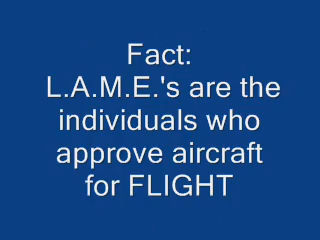 Fact:
L.A.M.E.'s are the
individuals who
approve aircraft
for FLIGHT